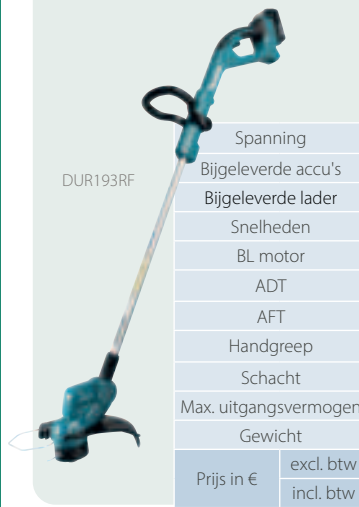 DUR193RF
Spanning
Bijgeleverde accu's
Bijgeleverde lader
Snelheden
BL motor
ADT
AFT
Handgreep
Schacht
Max. uitgangsvermogen
Gewicht
Prijs in €
excl. btw
incl. btw